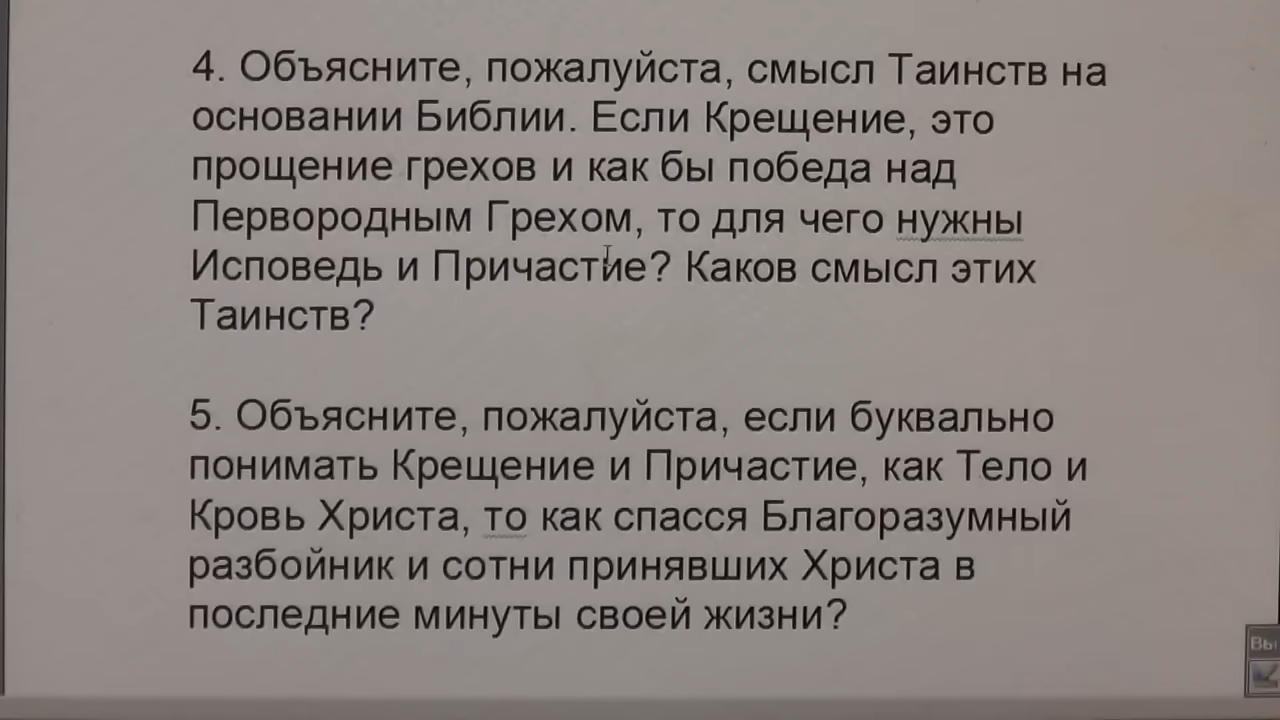 4. Объясните, пожалуйста, смысл Таинств на
основании Библии. Если Крещение, это
прощение грехов и как бы победа над
Первородным Грехом, то для чего нужны
Исповедь и Причастие? Каков смысл этих
Таинств?
5. Объясните, пожалуйста, если буквально
понимать Крещение и Причастие, как Тело и
Кровь Христа, то как спасся Благоразумный
разбойник и сотни принявших Христа в
последние минуты своей жизни?
Вы